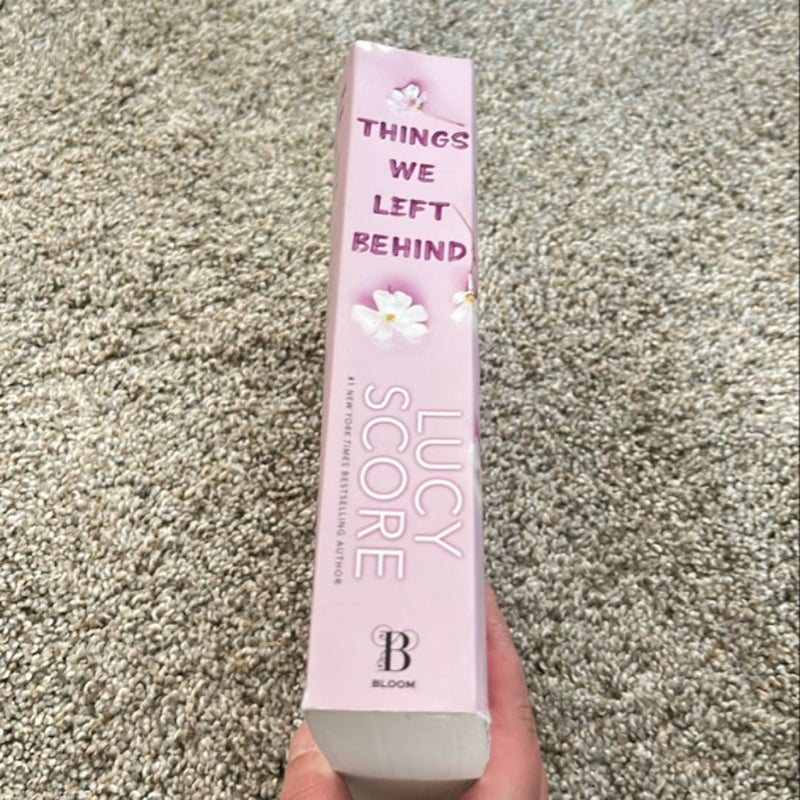 THINGS
WE
LEFT
BEHIND
LUCY
SCORE
#1 NEW YORK TIMES BESTSELLING AUTHOR
B
BLOOM